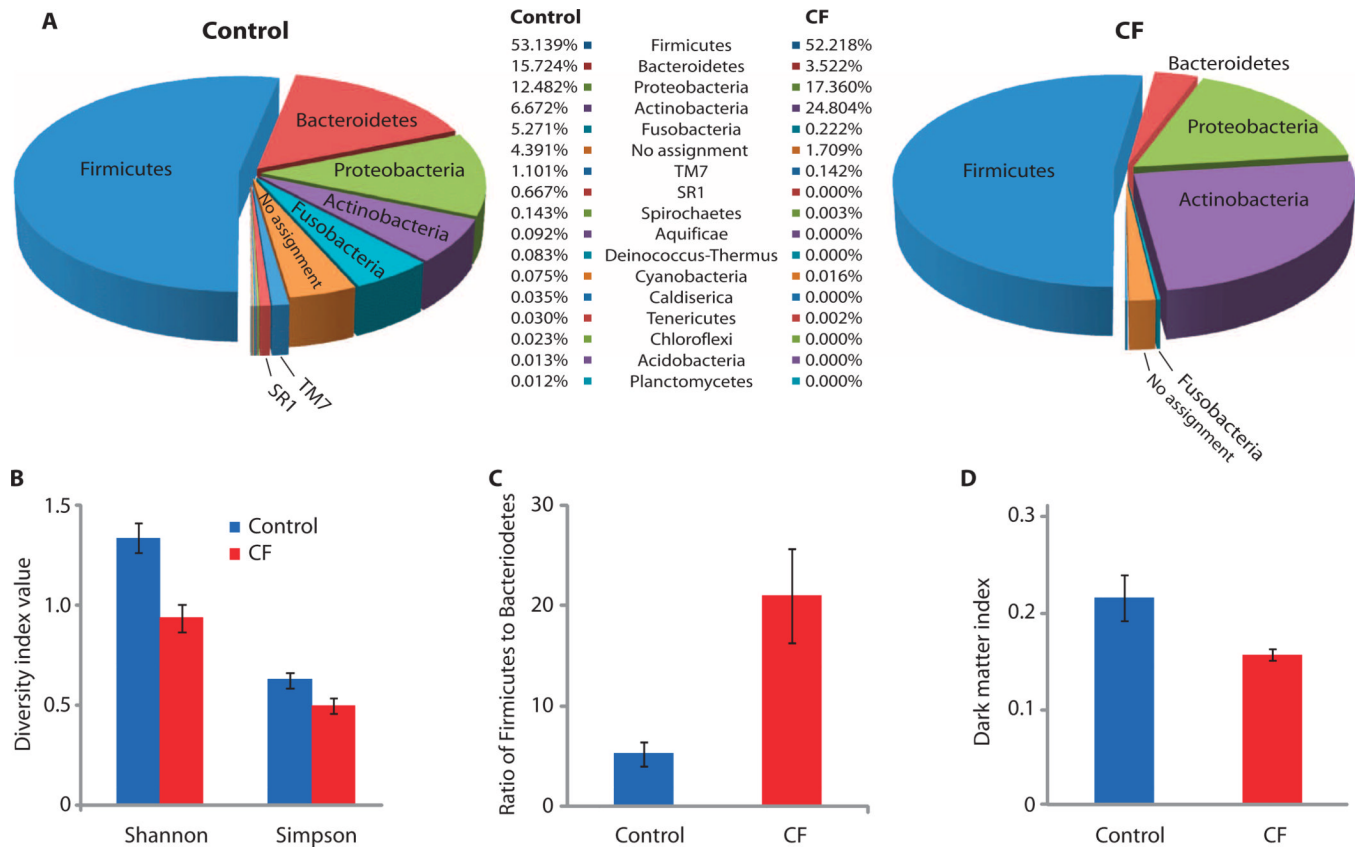 A
Control
Firmicutes
Bacteroidetes
Proteobacteria
Actinobacteria
Fusobacteria
No assignment
TM7
SR1
Control CF
53.139% Firmicutes 52.218%
15.724% Bacteroidetes 3.522%
12.482% Proteobacteria 17.360%
6.672% Actinobacteria 24.804%
5.271% Fusobacteria 0.222%
4.391% No assignment 1.709%
1.101% TM7 0.142%
0.667% SR1 0.000%
0.143% Spirochaetes 0.003%
0.092% Aquificae 0.000%
0.083% Deinococcus-Thermus 0.000%
0.075% Cyanobacteria 0.016%
0.035% Caldiserica 0.000%
0.030% Tenericutes 0.002%
0.023% Chloroflexi 0.000%
0.013% Acidobacteria 0.000%
0.012% Planctomycetes 0.000%
CF
Bacteroidetes
Proteobacteria
Firmicutes
Actinobacteria
Fusobacteria
No assignment
B
Diversity index value
1.5
1.0
0.5
0
Control
CF
Shannon Simpson
C
Ratio of Firmicutes to Bacteriodetes
30
20
10
0
Control CF
D
Dark matter index
0.3
0.2
0.1
0
Control CF